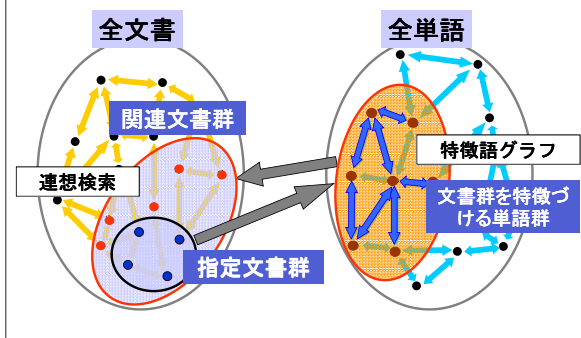 全文書
全単語
関連文書群
特徴語グラフ
連想検索
文書群を特徴づ
ける単語群
指定文書群